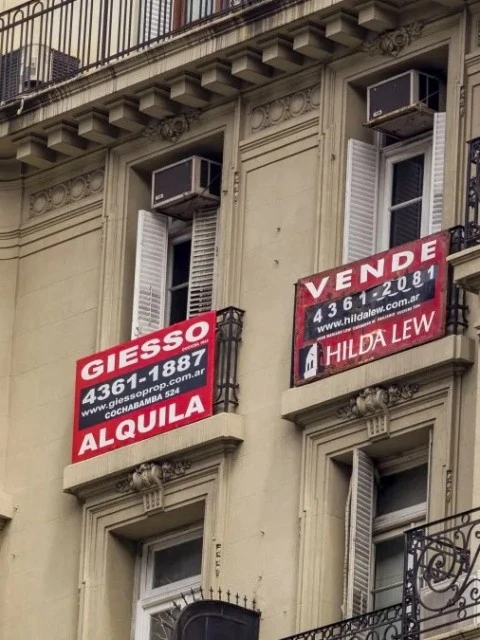 GIESSO
4361-1887
www.giessoprop.com.ar
COCHABAMBA 524
ALQUILA
VENDE
4361-2081
www.hildalew.com.ar
HILDA LEW